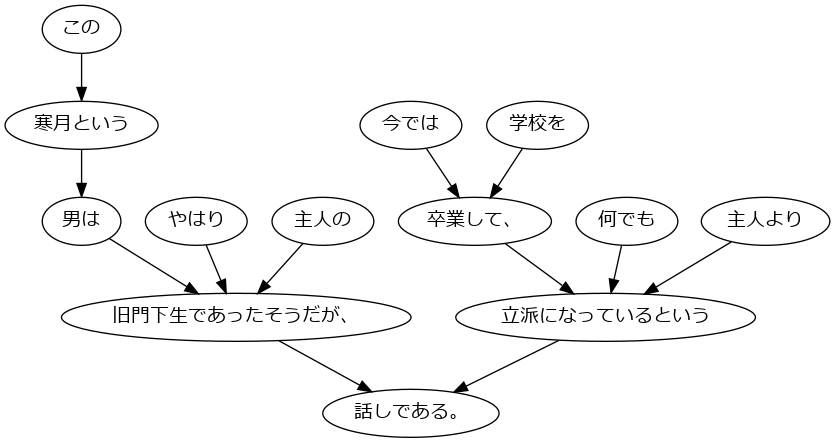 この
寒月という
今では
学校を
男は
やはり
主人の
卒業して、
何でも
主人より
旧門下生であったそうだが、
立派になっているという
話しである。